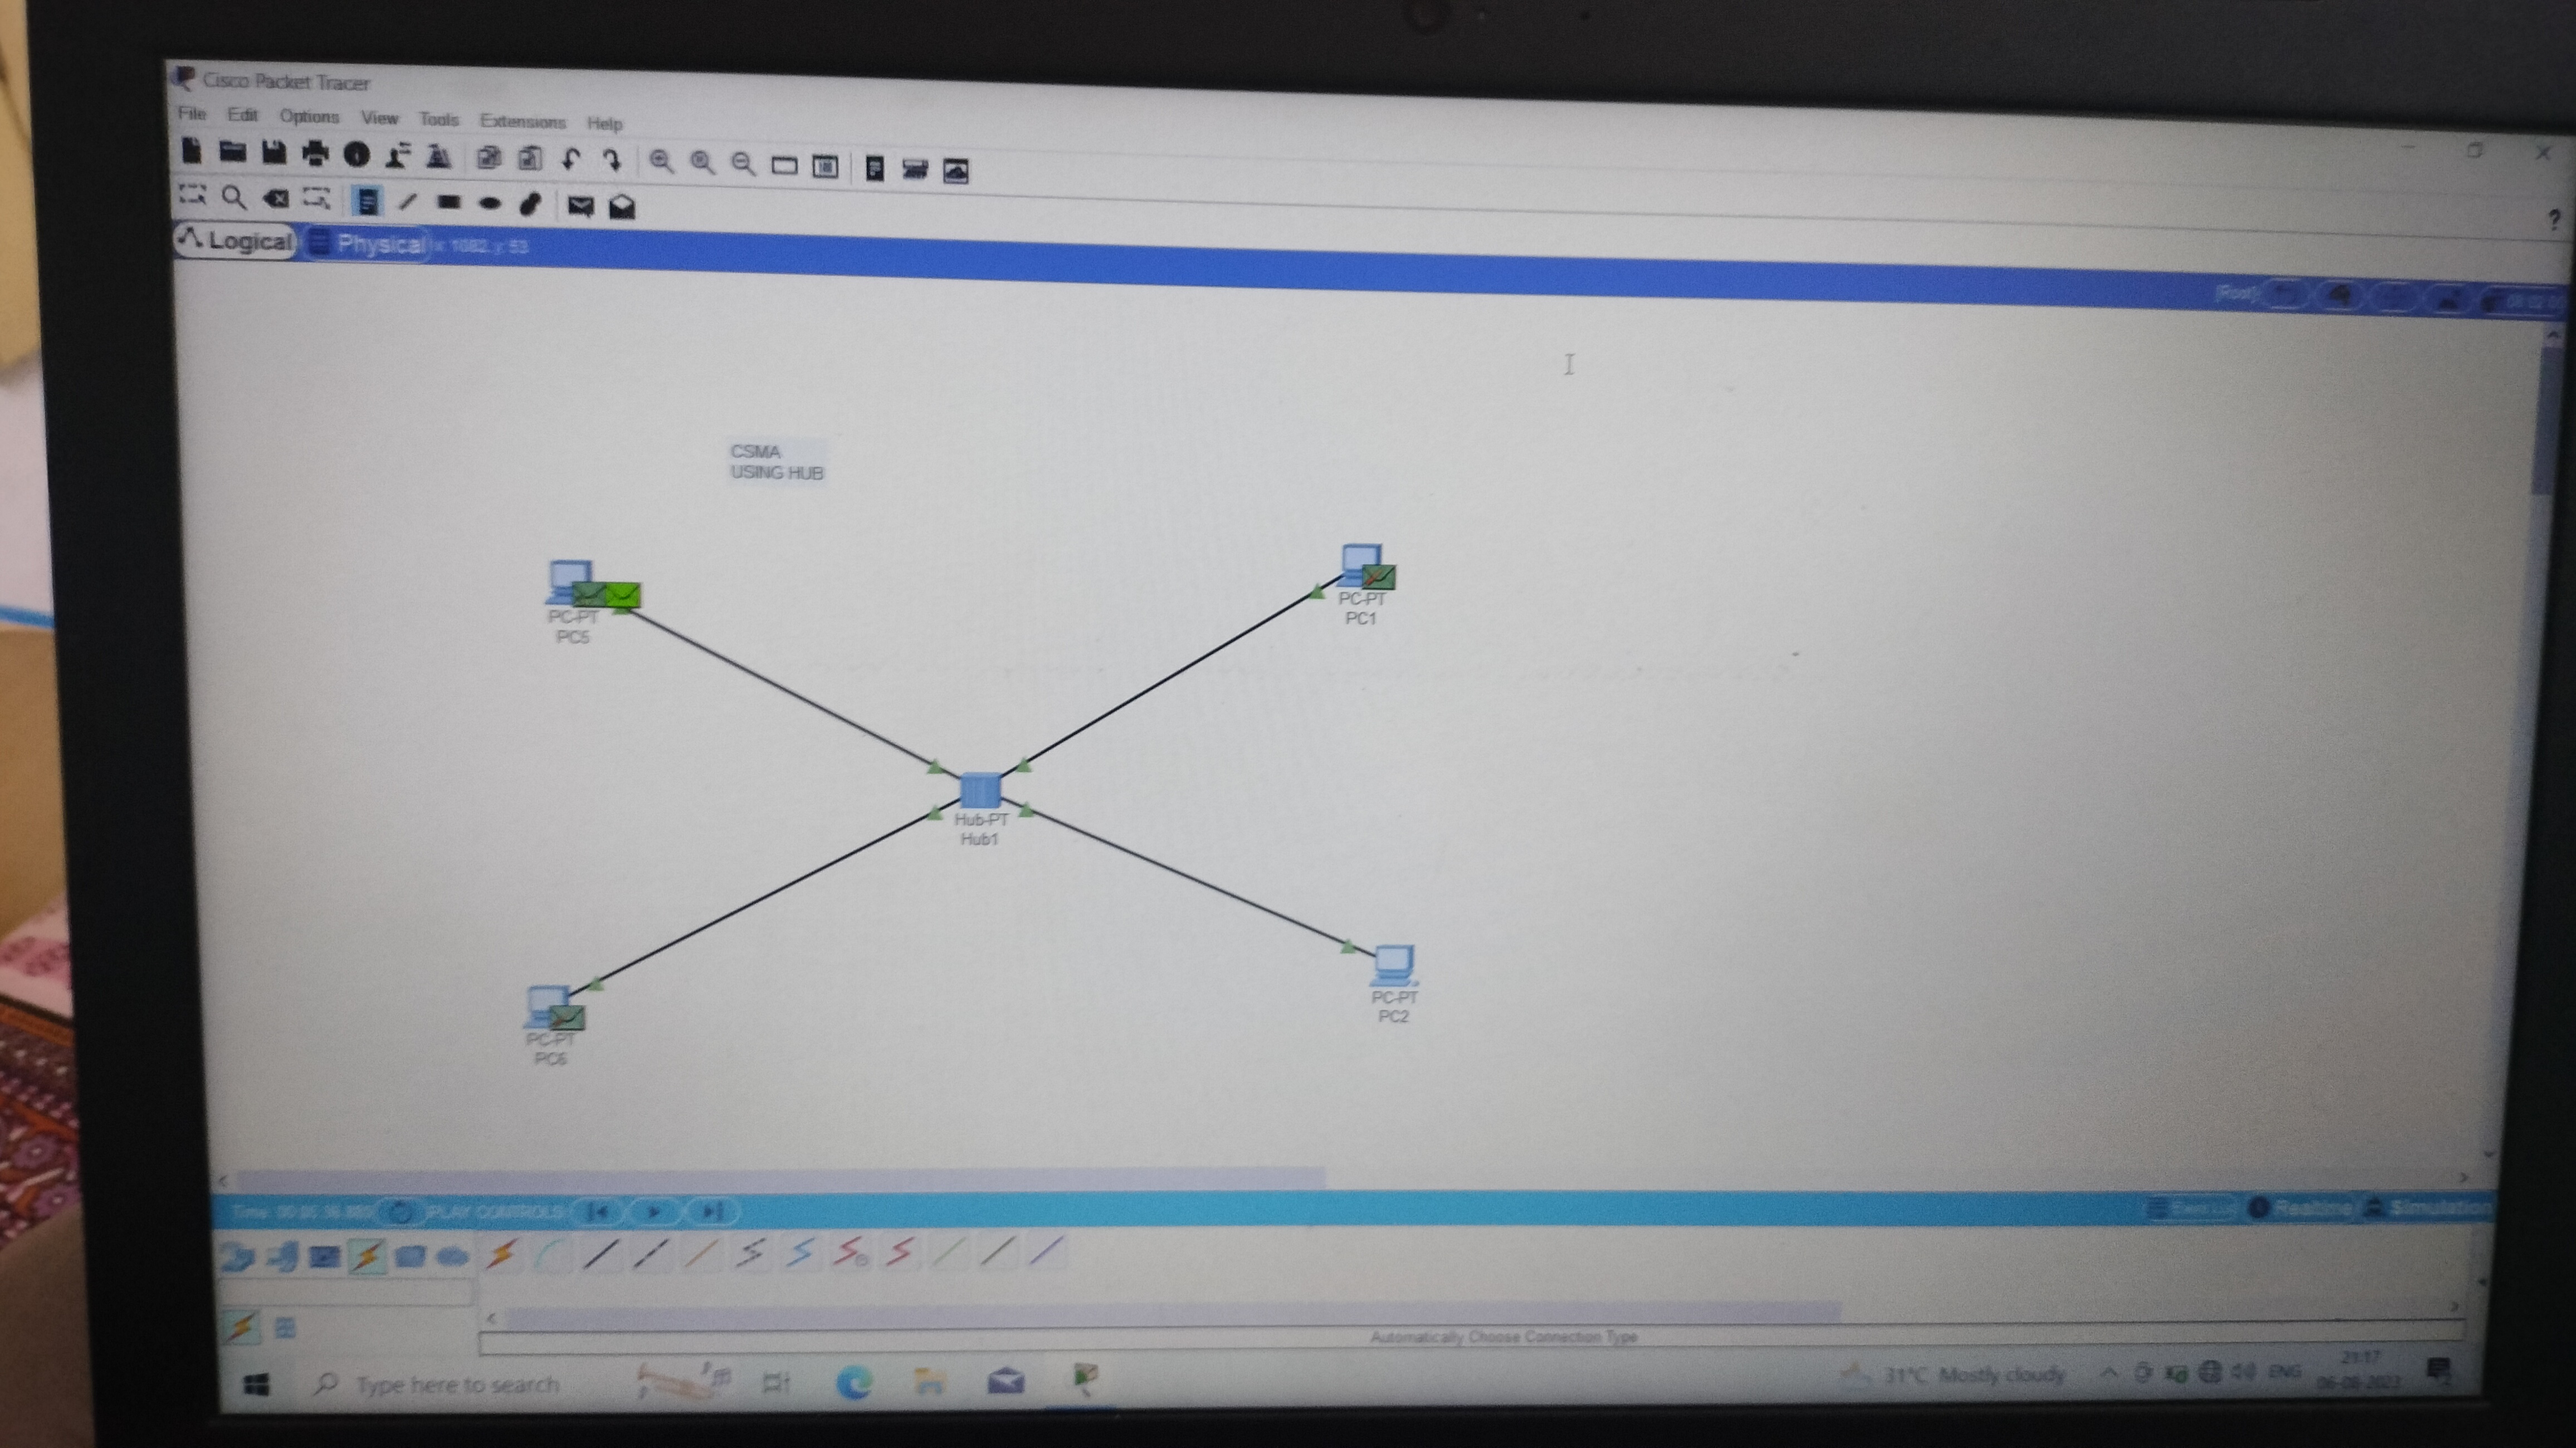 Cisco Packet Tracer
File Edit Options View Tools Extensions Help
?
Logical Physical x: 1082, y: 53
[Root]
CSMA
USING HUB
PC-PT
PC5
PC-PT
PC1
Hub-PT
Hub1
PC-PT
PC2
PC-PT
PC6
Time: PLAY CONTROLS
Realtime Simulation
Automatically Choose Connection Type
Type here to search
31°C Mostly cloudy
ENG
21:17
06-08-2023